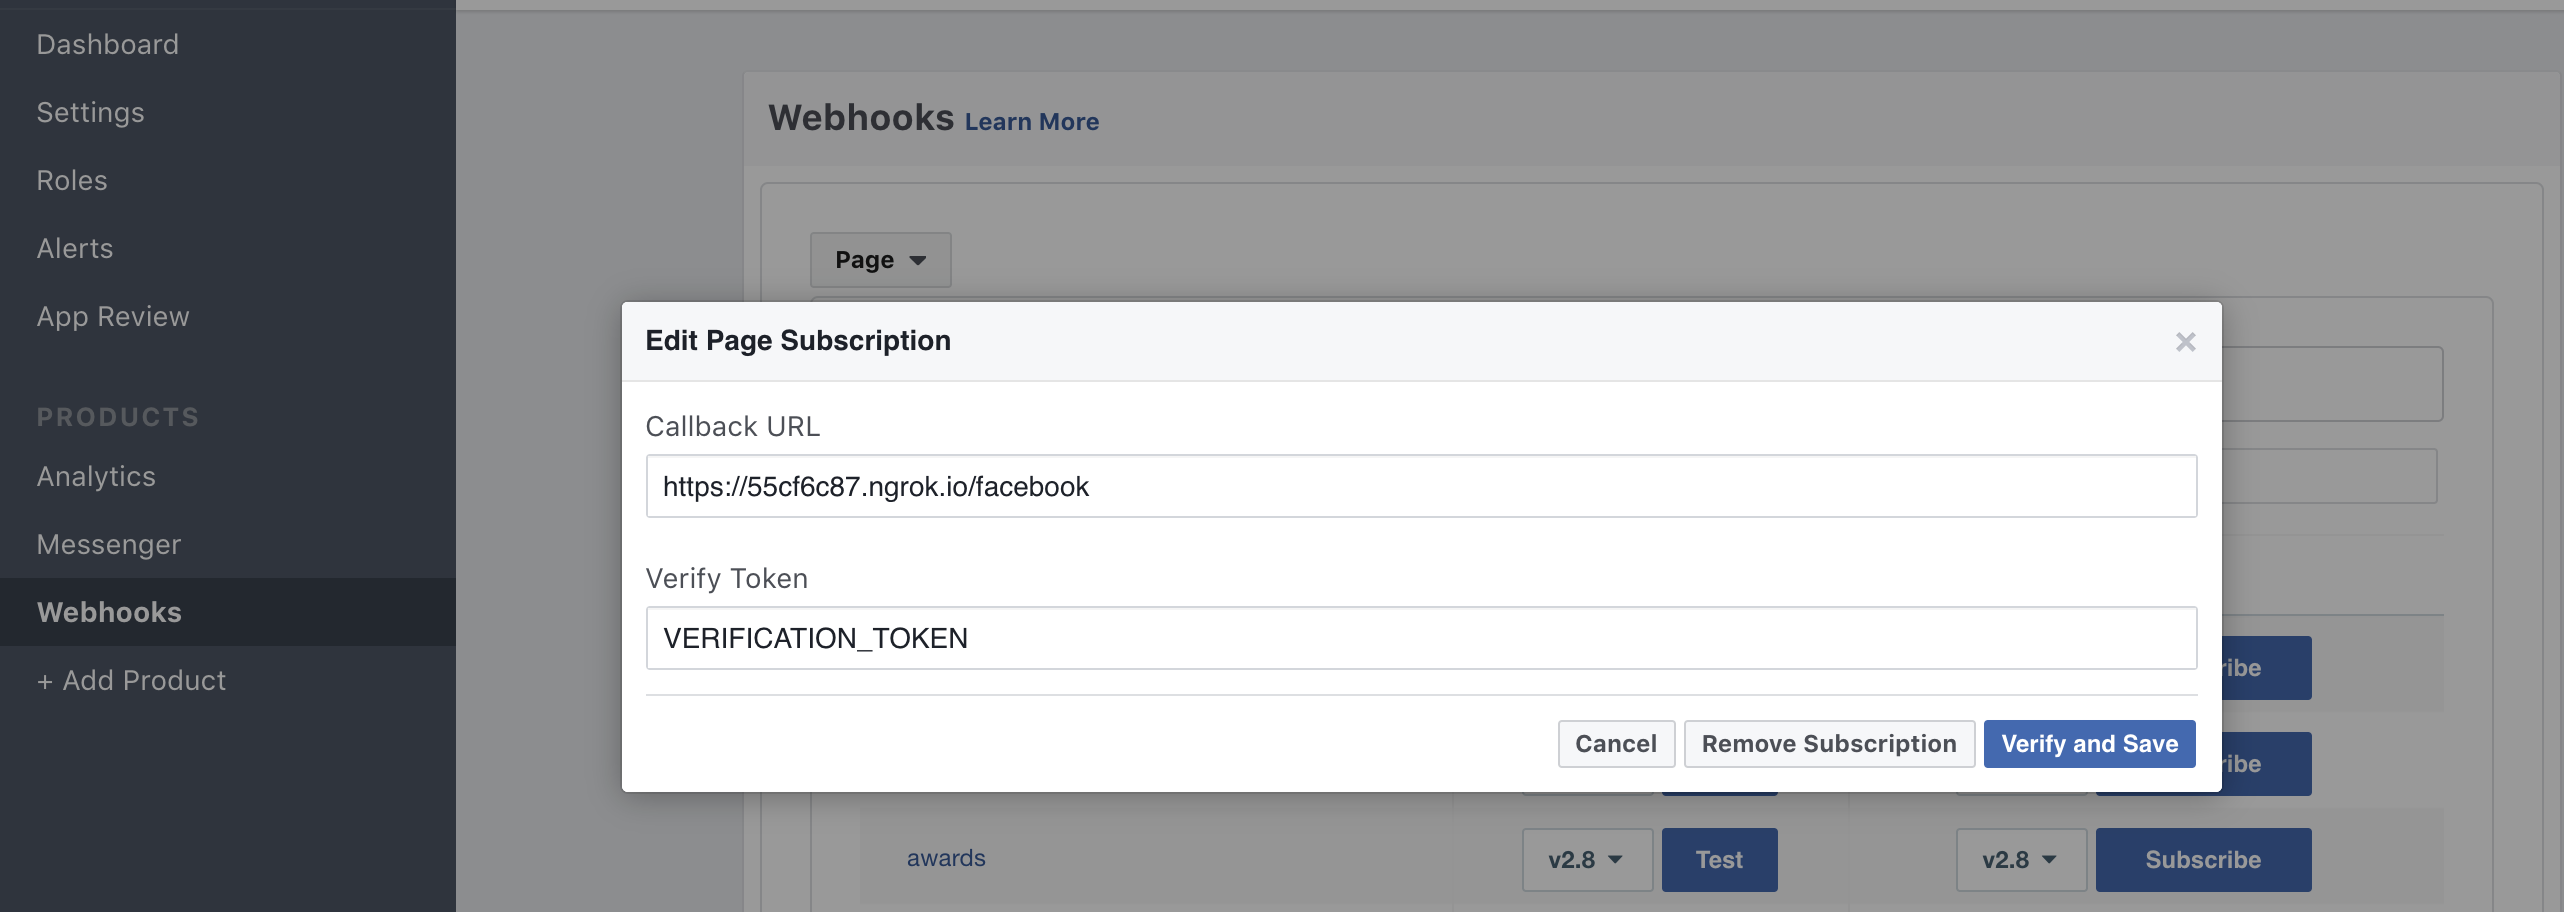 Dashboard
Settings
Roles
Alerts
App Review
PRODUCTS
Analytics
Messenger
Webhooks
+ Add Product
Webhooks Learn More
Page
Edit Page Subscription
Callback URL
https://55cf6c87.ngrok.io/facebook
Verify Token
VERIFICATION_TOKEN
Cancel Remove Subscription Verify and Save
awards v2.8 Test v2.8 Subscribe